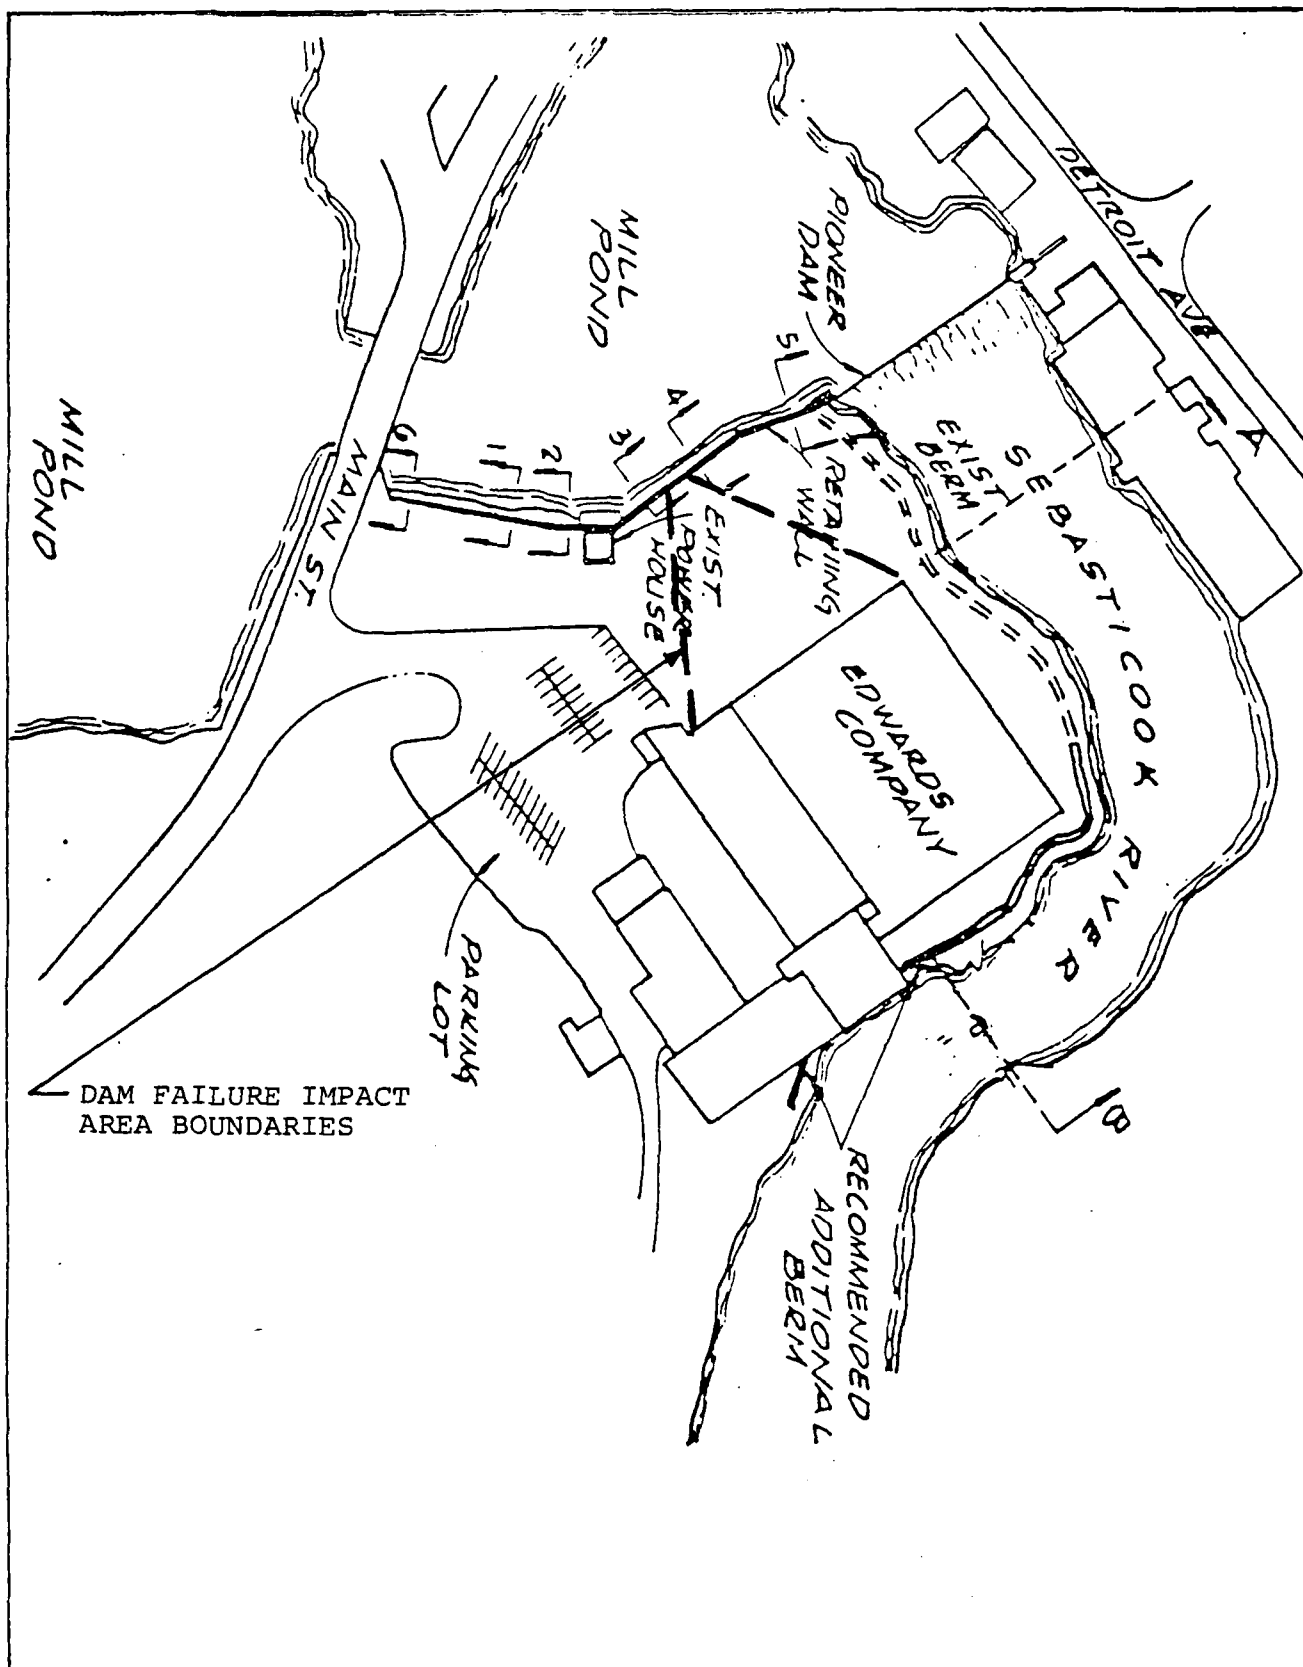 DETROIT AVE
PIONEER
DAM
MILL
POND
MILL
POND
A
5
4
3
2
1
6
EXIST
BERM
SEBASTICOOK RIVER
RETAINING
WALL
EXIST.
POWER
HOUSE
MAIN ST.
EDWARDS
COMPANY
PARKING
LOT
B
DAM FAILURE IMPACT
AREA BOUNDARIES
RECOMMENDED
ADDITIONAL
BERM